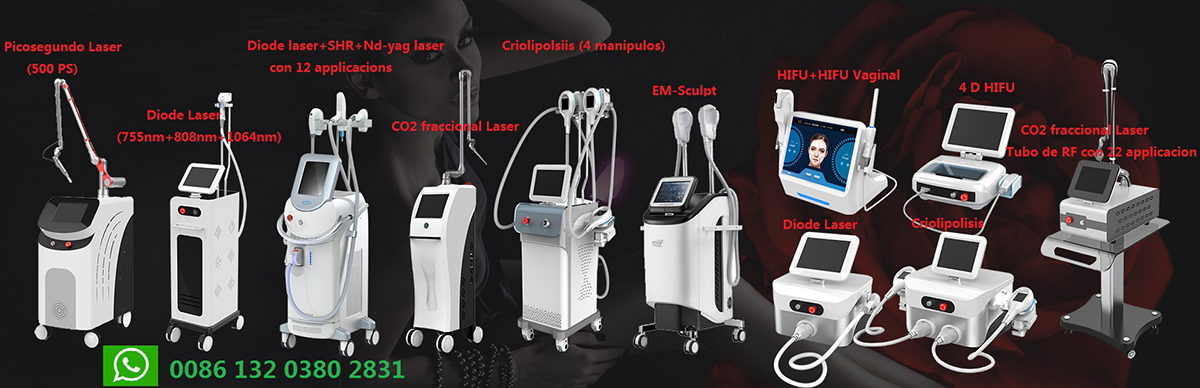 Picosegundo Laser
(500 PS)
Diode Laser
(755nm+808nm+1064nm)
Diode laser+SHR+Nd-yag laser
con 12 applicacions
CO2 fraccional Laser
Criolipolsiis (4 manipulos)
EM-Sculpt
HIFU+HIFU Vaginal
4 D HIFU
CO2 fraccional Laser
Tubo de RF con 22 applicacion
Diode Laser
Criolipolisis
0086 132 0380 2831